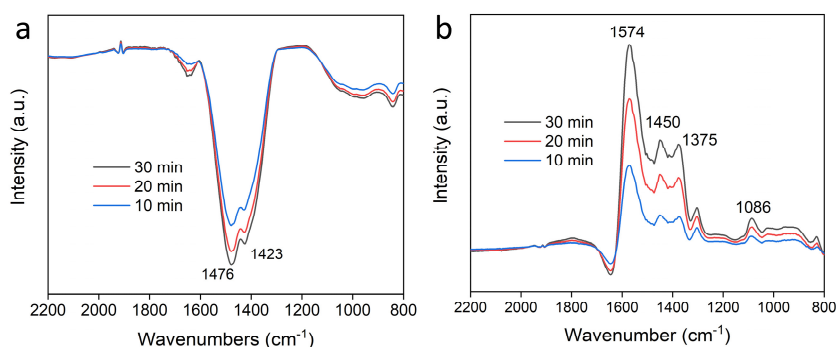 a
Intensity (a.u.)
30 min
20 min
10 min
1476
1423
2200 2000 1800 1600 1400 1200 1000 800
Wavenumbers (cm-1)
b
Intensity (a.u.)
1574
1450
1375
1086
30 min
20 min
10 min
2200 2000 1800 1600 1400 1200 1000 800
Wavenumber (cm-1)